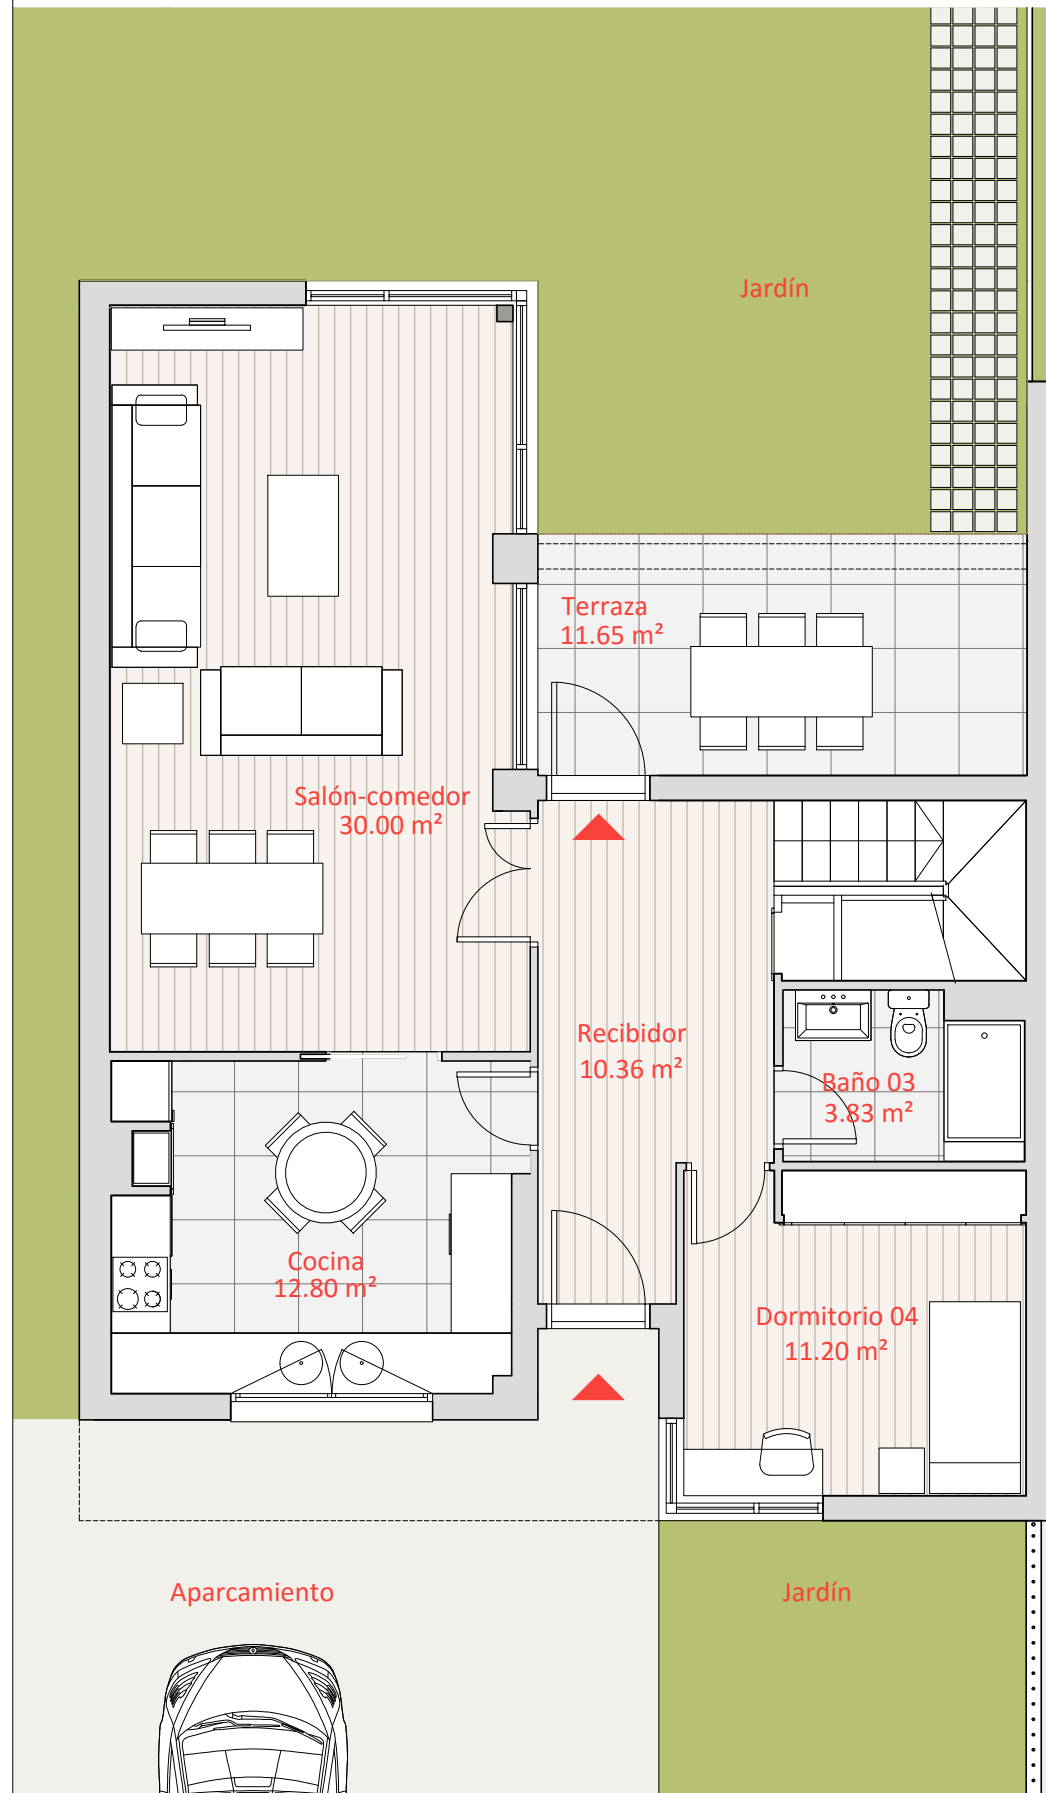 Jardín
Terraza
11.65 m²
Salón-comedor
30.00 m²
Recibidor
10.36 m²
Baño 03
3.83 m²
Cocina
12.80 m²
Dormitorio 04
11.20 m²
Aparcamiento
Jardín